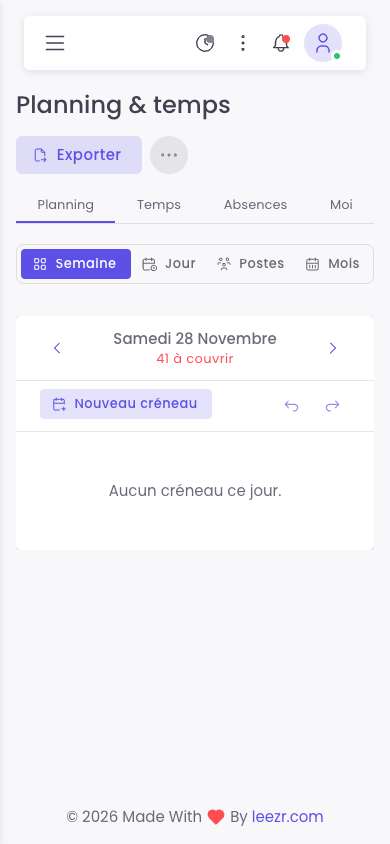 Planning & temps
Exporter
Planning Temps Absences Moi
Semaine Jour Postes Mois
Samedi 28 Novembre
41 à couvrir
Nouveau créneau
Aucun créneau ce jour.
© 2026 Made With By leezr.com